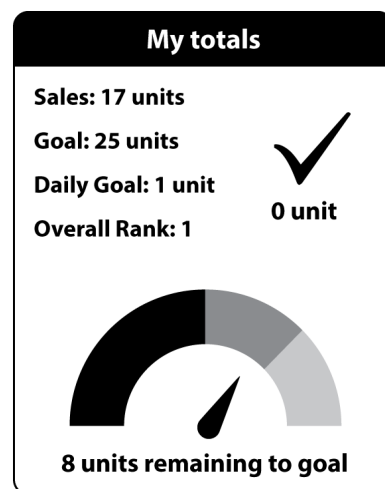 My totals
Sales: 17 units
Goal: 25 units
Daily Goal: 1 unit
0 unit
Overall Rank: 1
8 units remaining to goal